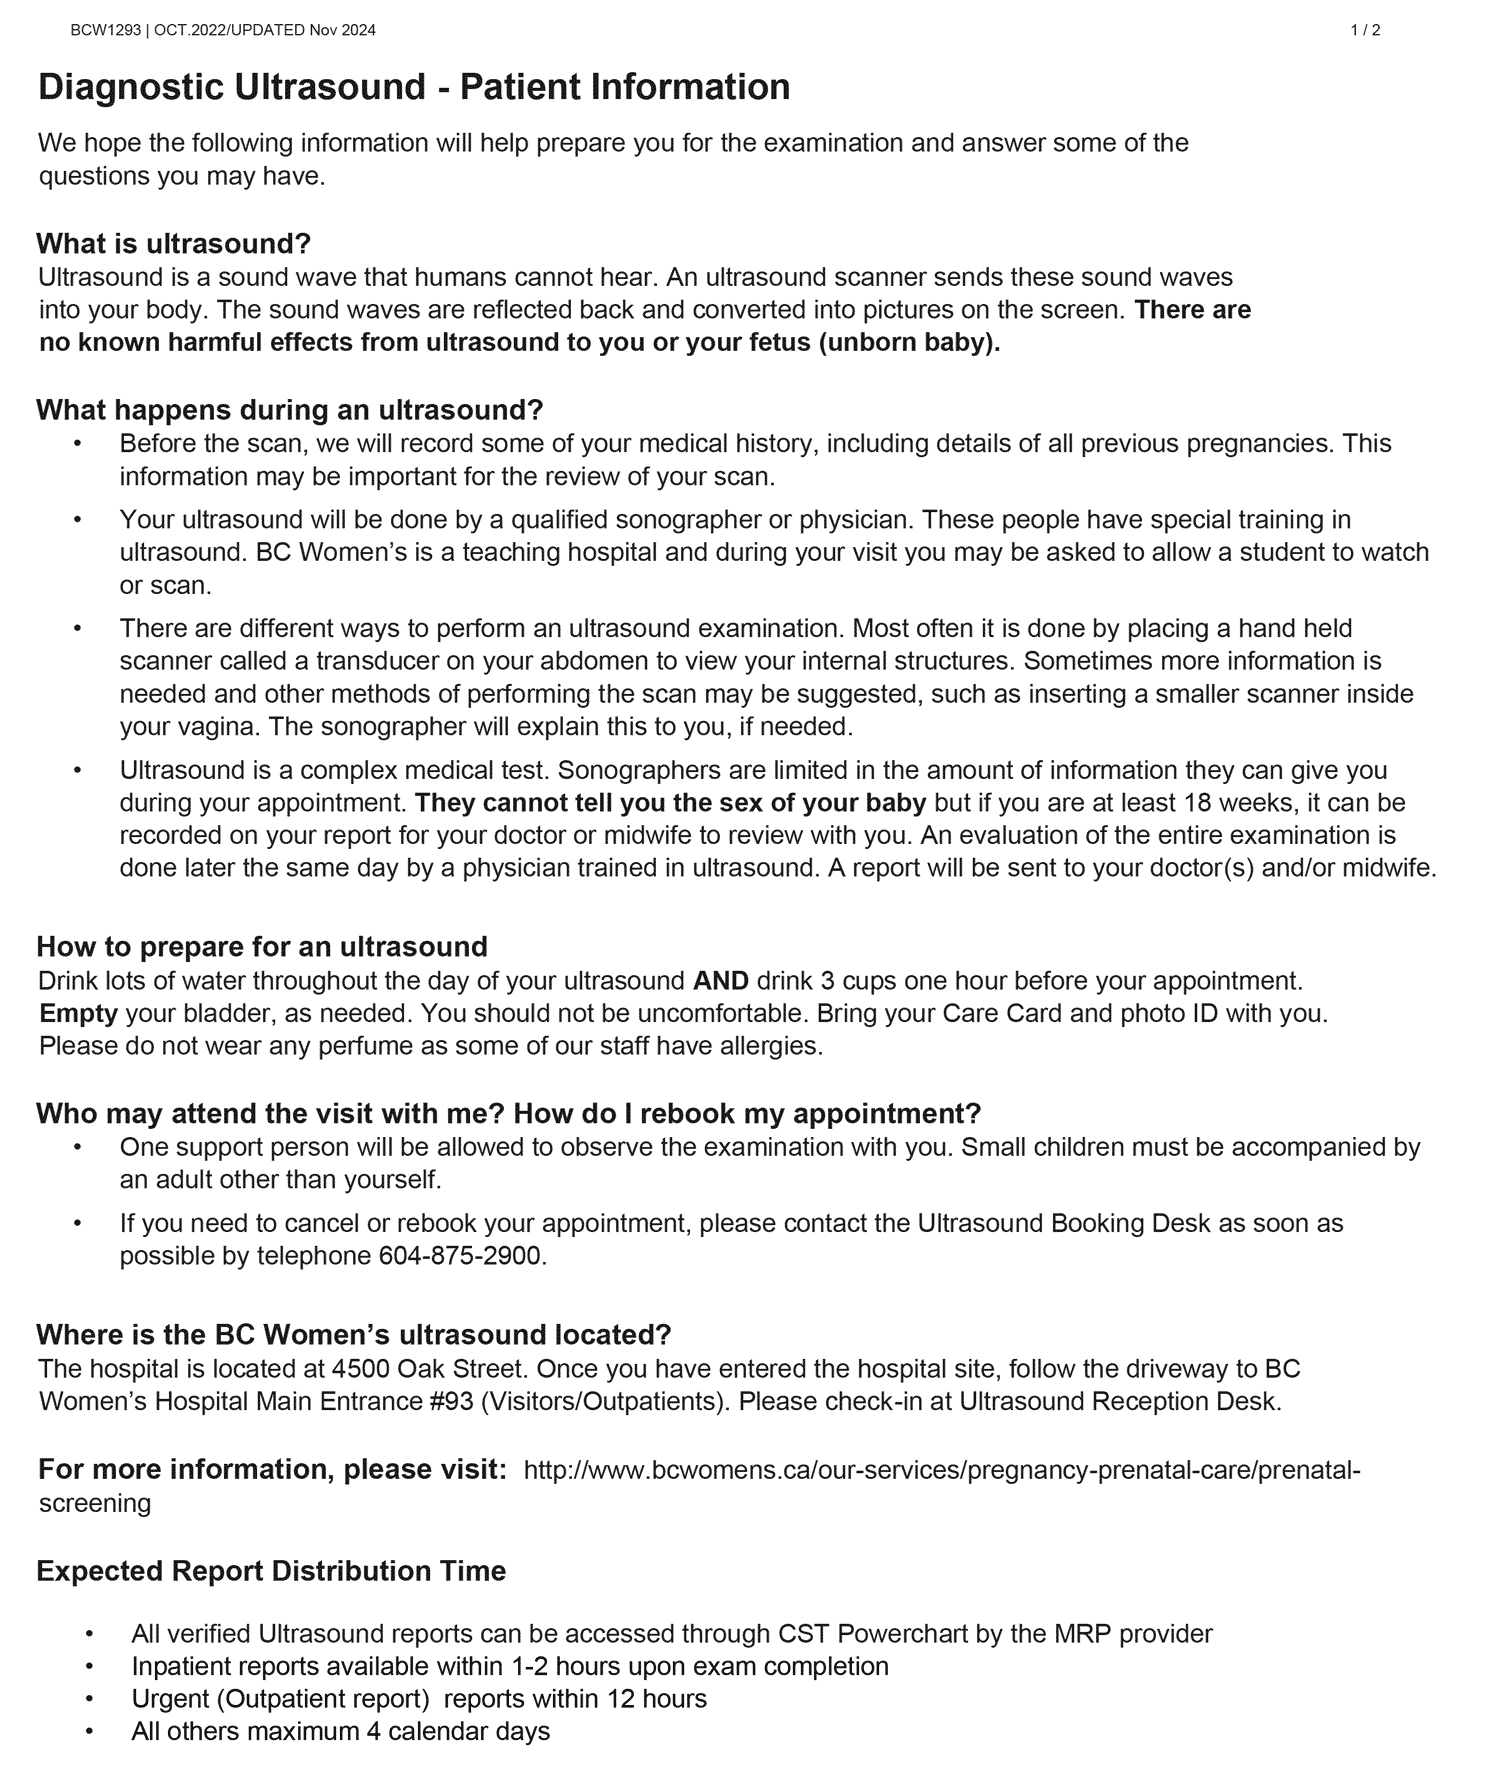 BCW1293 | OCT.2022/UPDATED Nov 2024
1 / 2
Diagnostic Ultrasound - Patient Information
We hope the following information will help prepare you for the examination and answer some of the
questions you may have.
What is ultrasound?
Ultrasound is a sound wave that humans cannot hear. An ultrasound scanner sends these sound waves
into your body. The sound waves are reflected back and converted into pictures on the screen. There are
no known harmful effects from ultrasound to you or your fetus (unborn baby).
What happens during an ultrasound?
• Before the scan, we will record some of your medical history, including details of all previous pregnancies. This
information may be important for the review of your scan.
• Your ultrasound will be done by a qualified sonographer or physician. These people have special training in
ultrasound. BC Women’s is a teaching hospital and during your visit you may be asked to allow a student to watch
or scan.
• There are different ways to perform an ultrasound examination. Most often it is done by placing a hand held
scanner called a transducer on your abdomen to view your internal structures. Sometimes more information is
needed and other methods of performing the scan may be suggested, such as inserting a smaller scanner inside
your vagina. The sonographer will explain this to you, if needed.
• Ultrasound is a complex medical test. Sonographers are limited in the amount of information they can give you
during your appointment. They cannot tell you the sex of your baby but if you are at least 18 weeks, it can be
recorded on your report for your doctor or midwife to review with you. An evaluation of the entire examination is
done later the same day by a physician trained in ultrasound. A report will be sent to your doctor(s) and/or midwife.
How to prepare for an ultrasound
Drink lots of water throughout the day of your ultrasound AND drink 3 cups one hour before your appointment.
Empty your bladder, as needed. You should not be uncomfortable. Bring your Care Card and photo ID with you.
Please do not wear any perfume as some of our staff have allergies.
Who may attend the visit with me? How do I rebook my appointment?
• One support person will be allowed to observe the examination with you. Small children must be accompanied by
an adult other than yourself.
• If you need to cancel or rebook your appointment, please contact the Ultrasound Booking Desk as soon as
possible by telephone 604-875-2900.
Where is the BC Women’s ultrasound located?
The hospital is located at 4500 Oak Street. Once you have entered the hospital site, follow the driveway to BC
Women’s Hospital Main Entrance #93 (Visitors/Outpatients). Please check-in at Ultrasound Reception Desk.
For more information, please visit: http://www.bcwomens.ca/our-services/pregnancy-prenatal-care/prenatal-
screening
Expected Report Distribution Time
• All verified Ultrasound reports can be accessed through CST Powerchart by the MRP provider
• Inpatient reports available within 1-2 hours upon exam completion
• Urgent (Outpatient report) reports within 12 hours
• All others maximum 4 calendar days